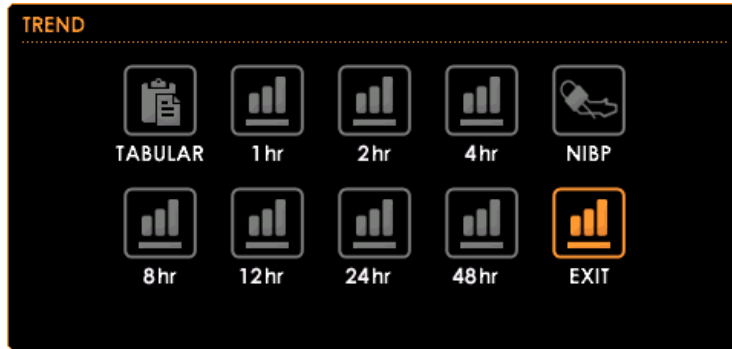 TREND
TABULAR 1hr 2hr 4hr NIBP
8hr 12hr 24hr 48hr EXIT